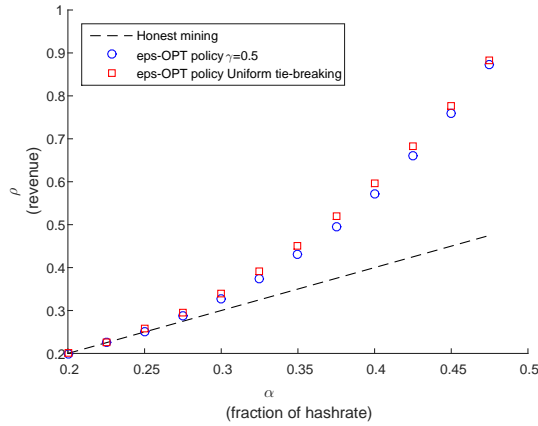 Honest mining
eps-OPT policy γ=0.5
eps-OPT policy Uniform tie-breaking
1
0.9
0.8
0.7
0.6
0.5
0.4
0.3
0.2
ρ
(revenue)
0.2 0.25 0.3 0.35 0.4 0.45 0.5
α
(fraction of hashrate)